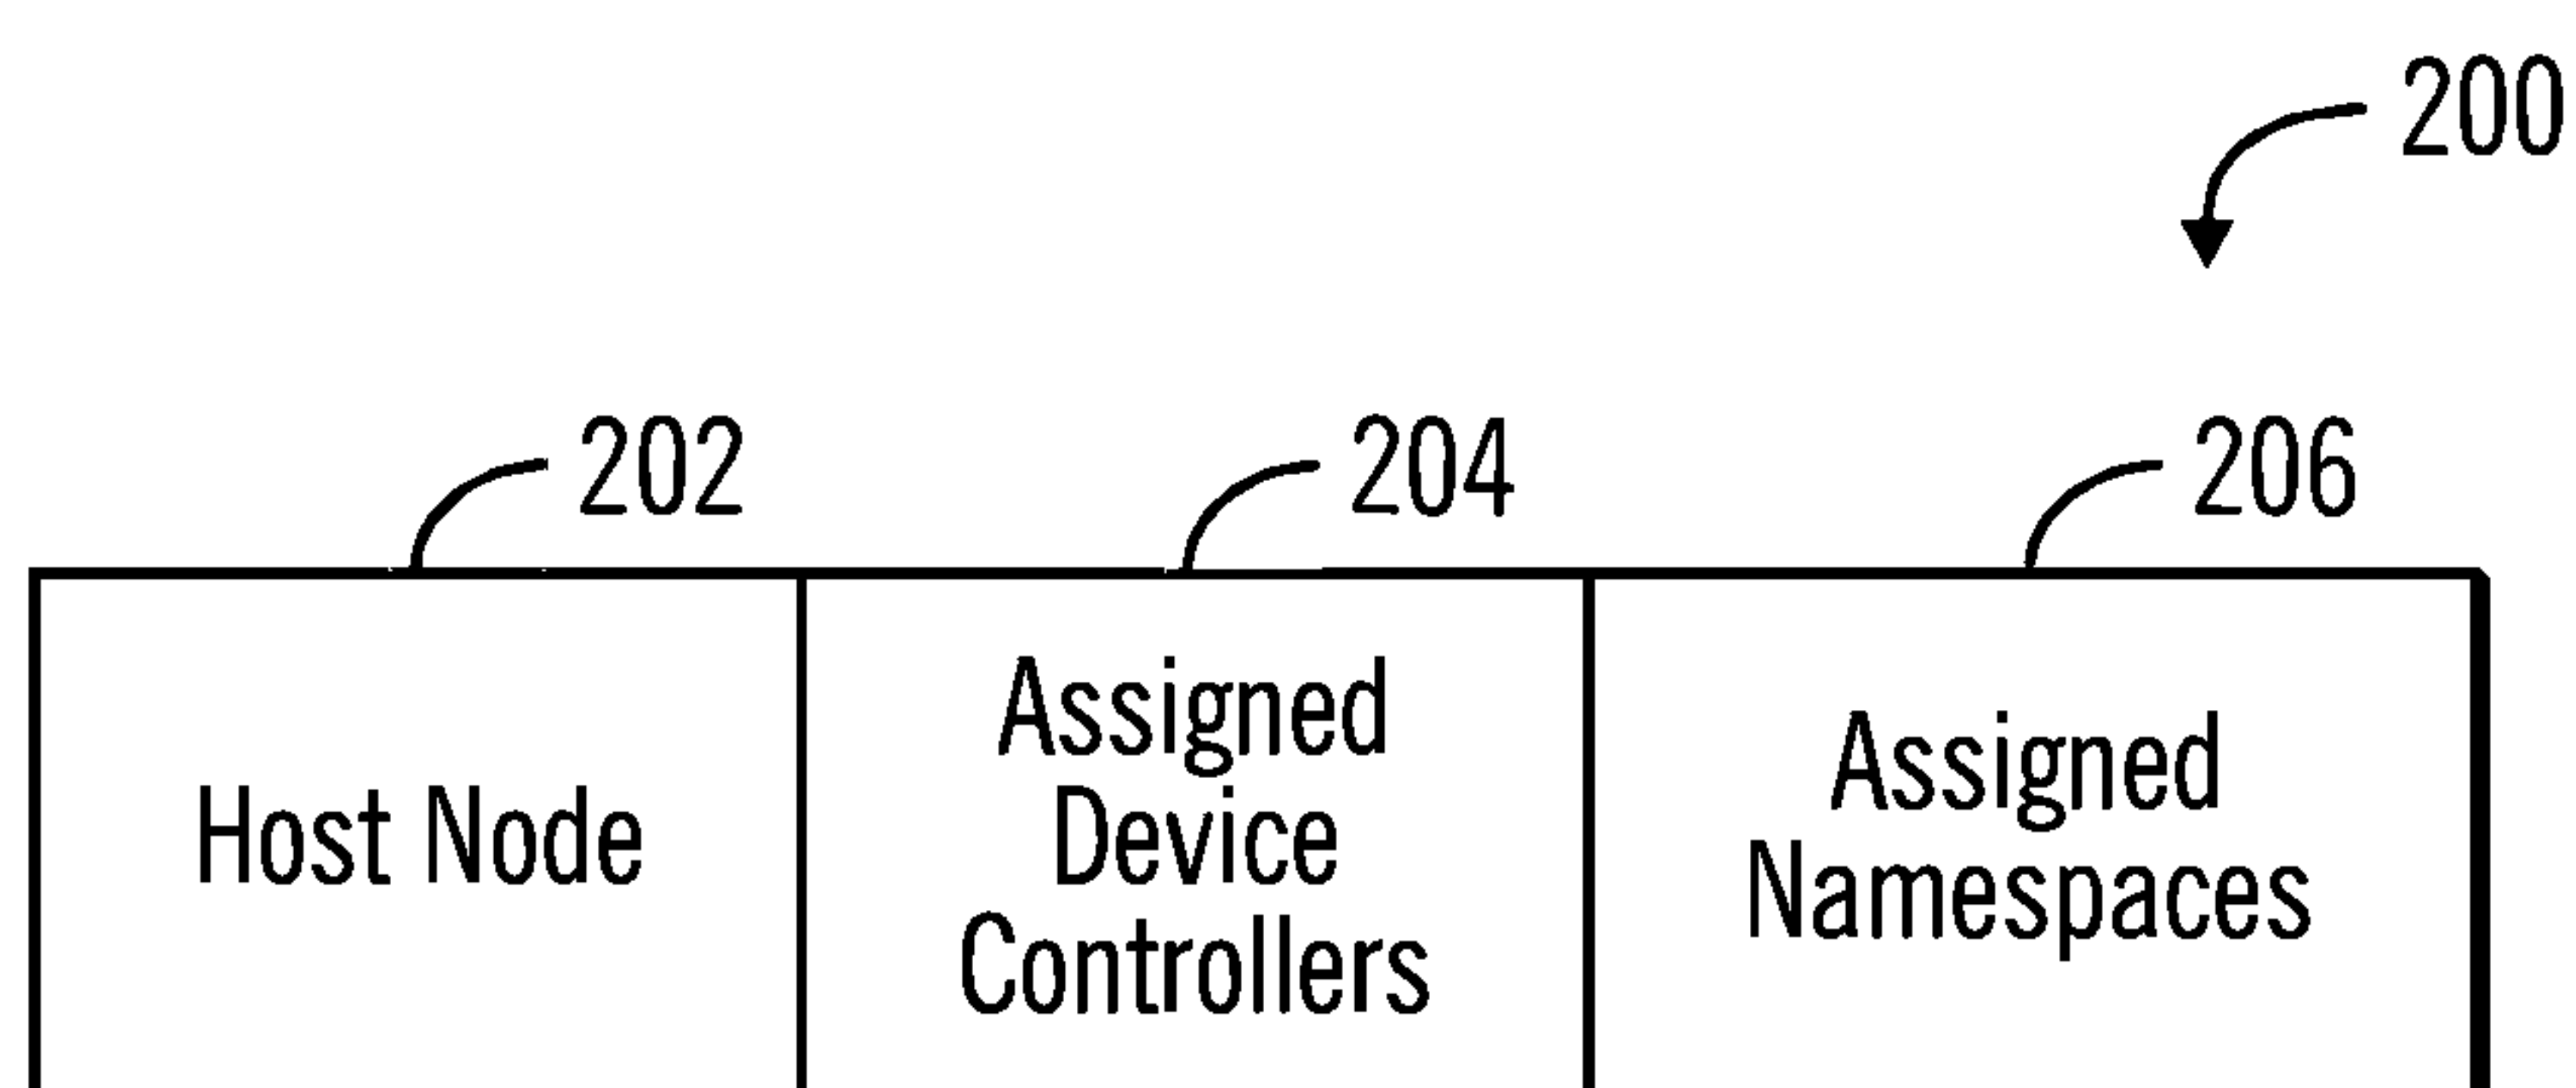 200
202
204
206
Host Node
Assigned
Device
Controllers
Assigned
Namespaces